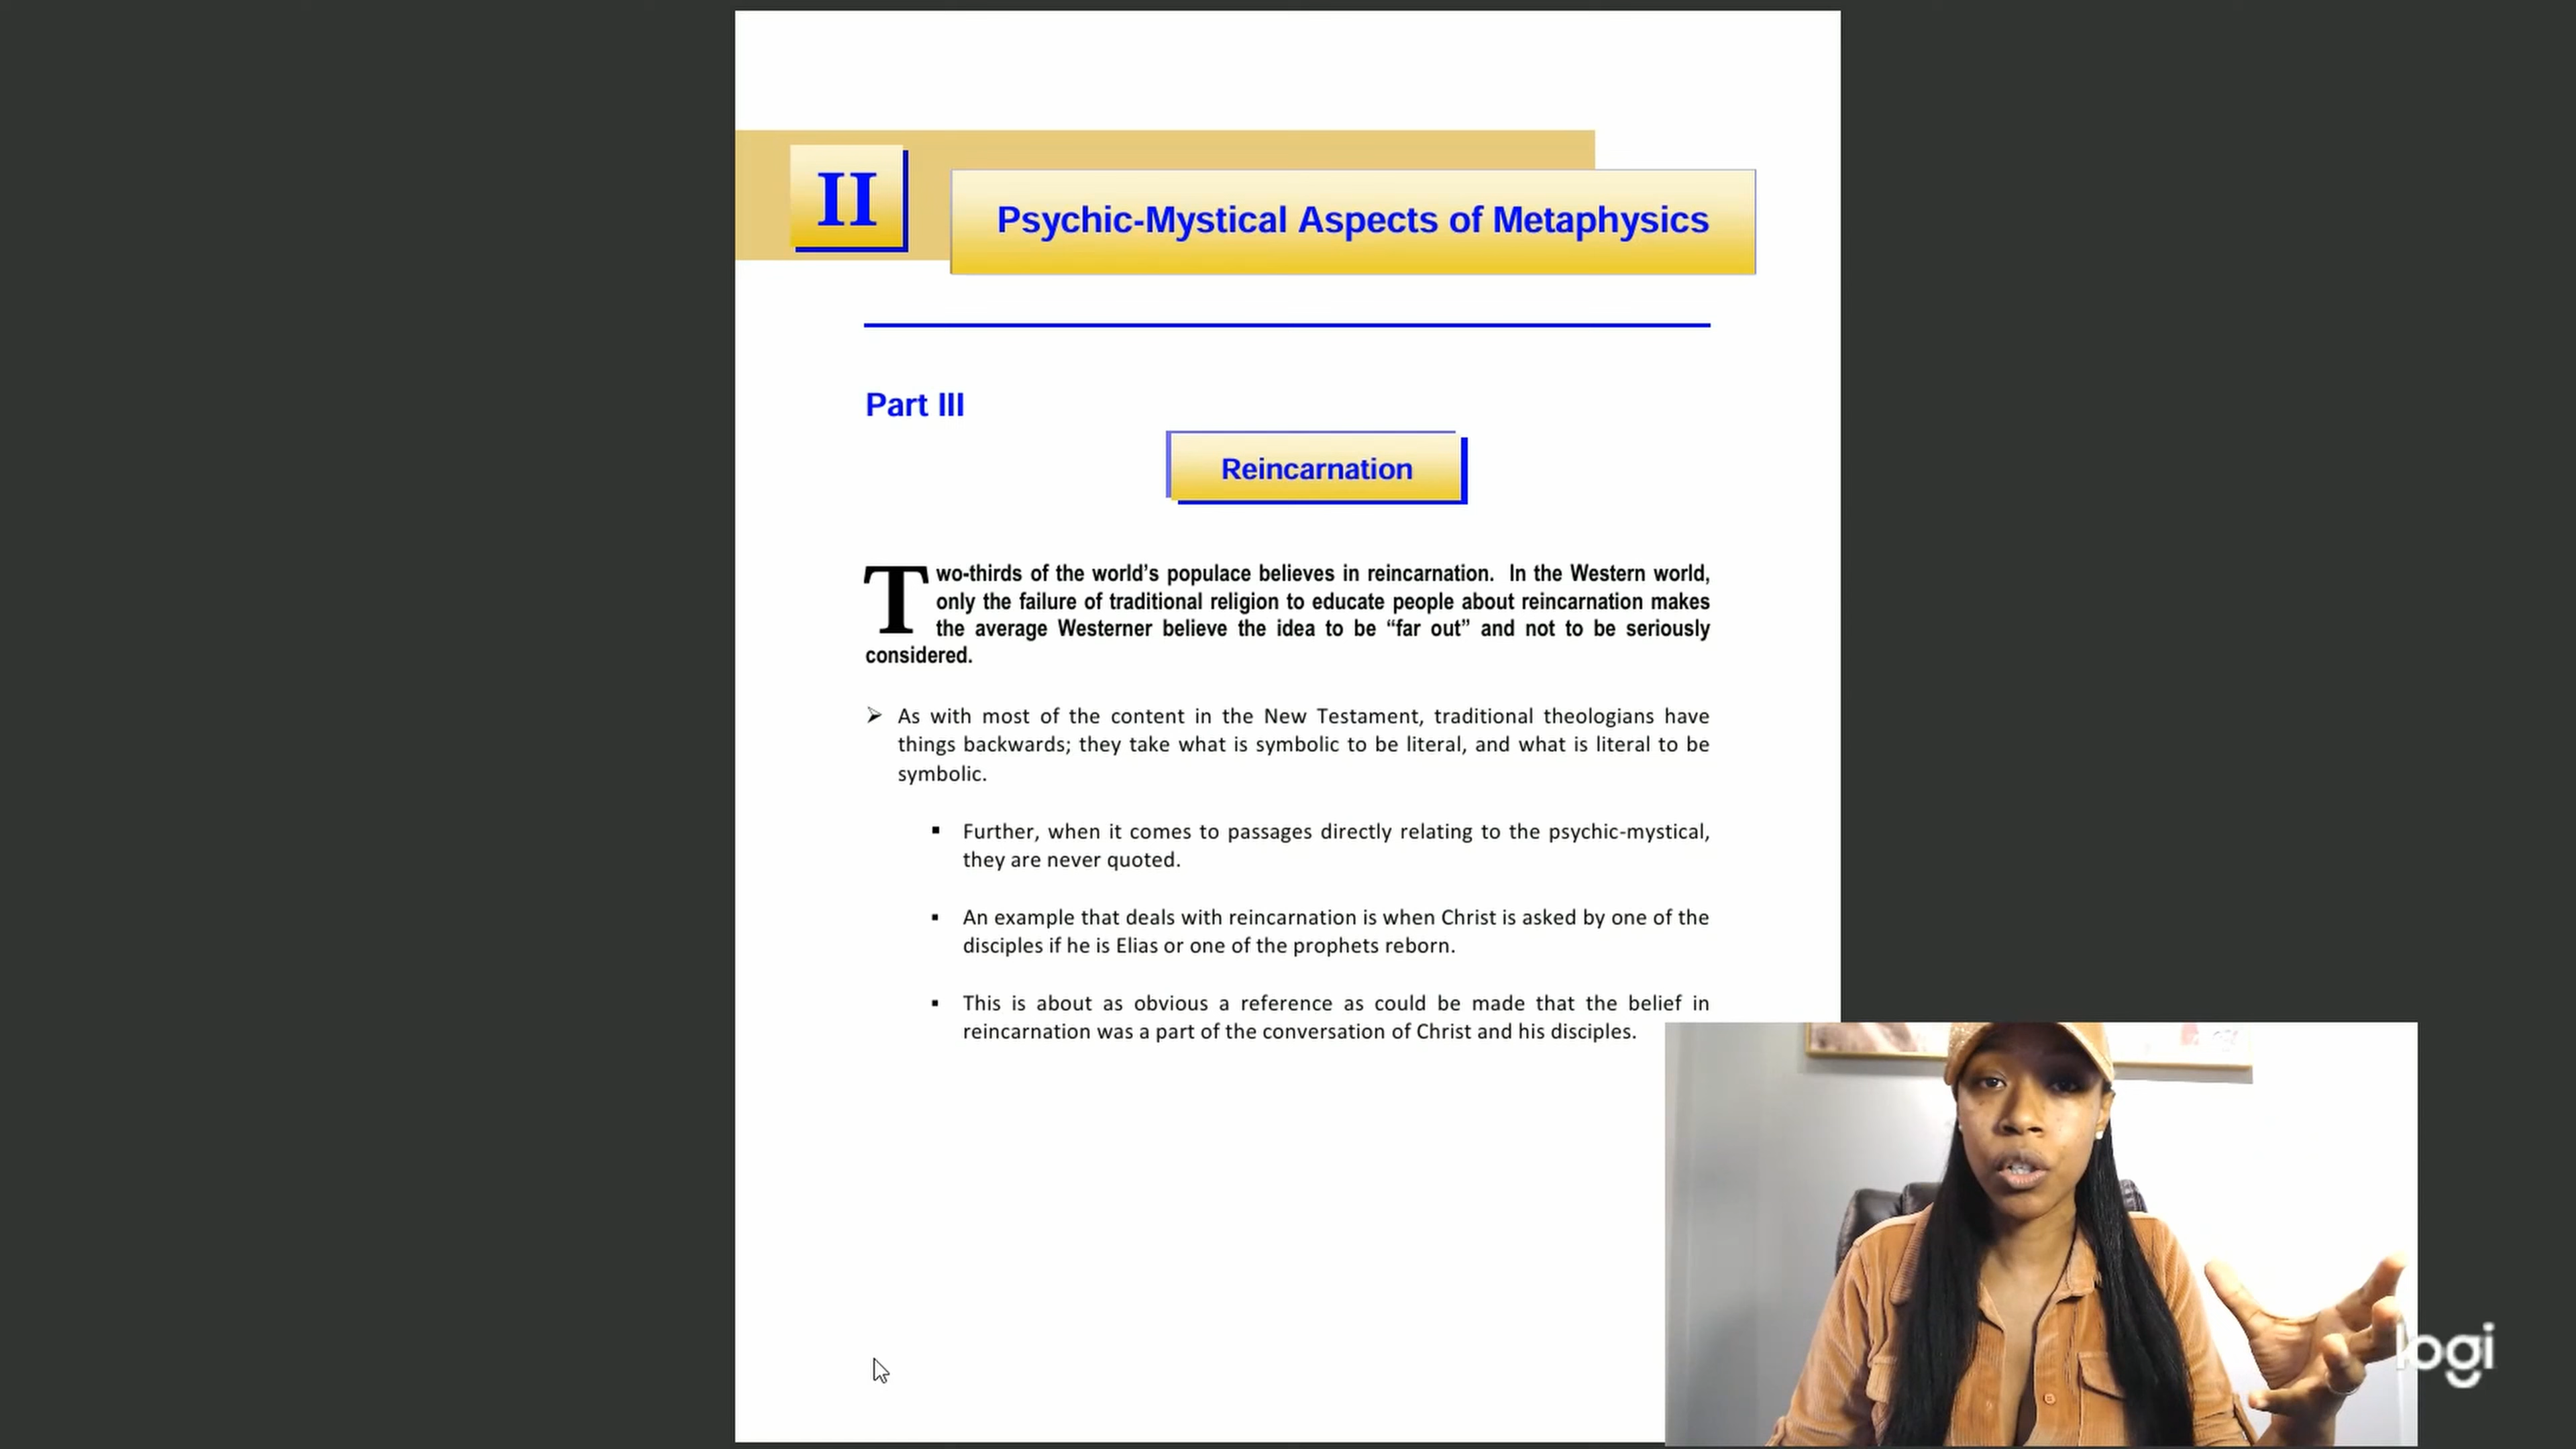 II
Psychic-Mystical Aspects of Metaphysics
Part III
Reincarnation
Two-thirds of the world’s populace believes in reincarnation. In the Western world,
only the failure of traditional religion to educate people about reincarnation makes
the average Westerner believe the idea to be “far out” and not to be seriously
considered.
➢ As with most of the content in the New Testament, traditional theologians have
things backwards; they take what is symbolic to be literal, and what is literal to be
symbolic.
▪ Further, when it comes to passages directly relating to the psychic-mystical,
they are never quoted.
▪ An example that deals with reincarnation is when Christ is asked by one of the
disciples if he is Elias or one of the prophets reborn.
▪ This is about as obvious a reference as could be made that the belief in
reincarnation was a part of the conversation of Christ and his disciples.
logi